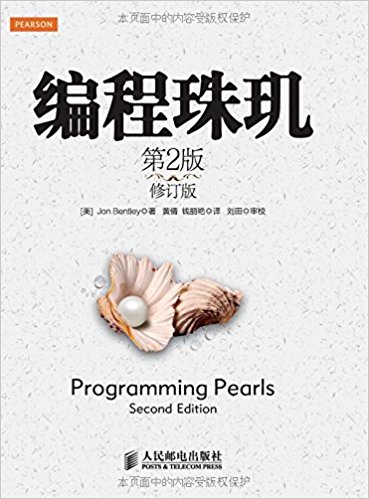 本页面中的内容受版权保护
PEARSON
编程珠玑
第2版
修订版
[美] Jon Bentley◎著 黄倩 钱丽艳◎译 刘田◎审校
Programming Pearls
Second Edition
人民邮电出版社
POSTS & TELECOM PRESS
本页面中的内容受版权保护